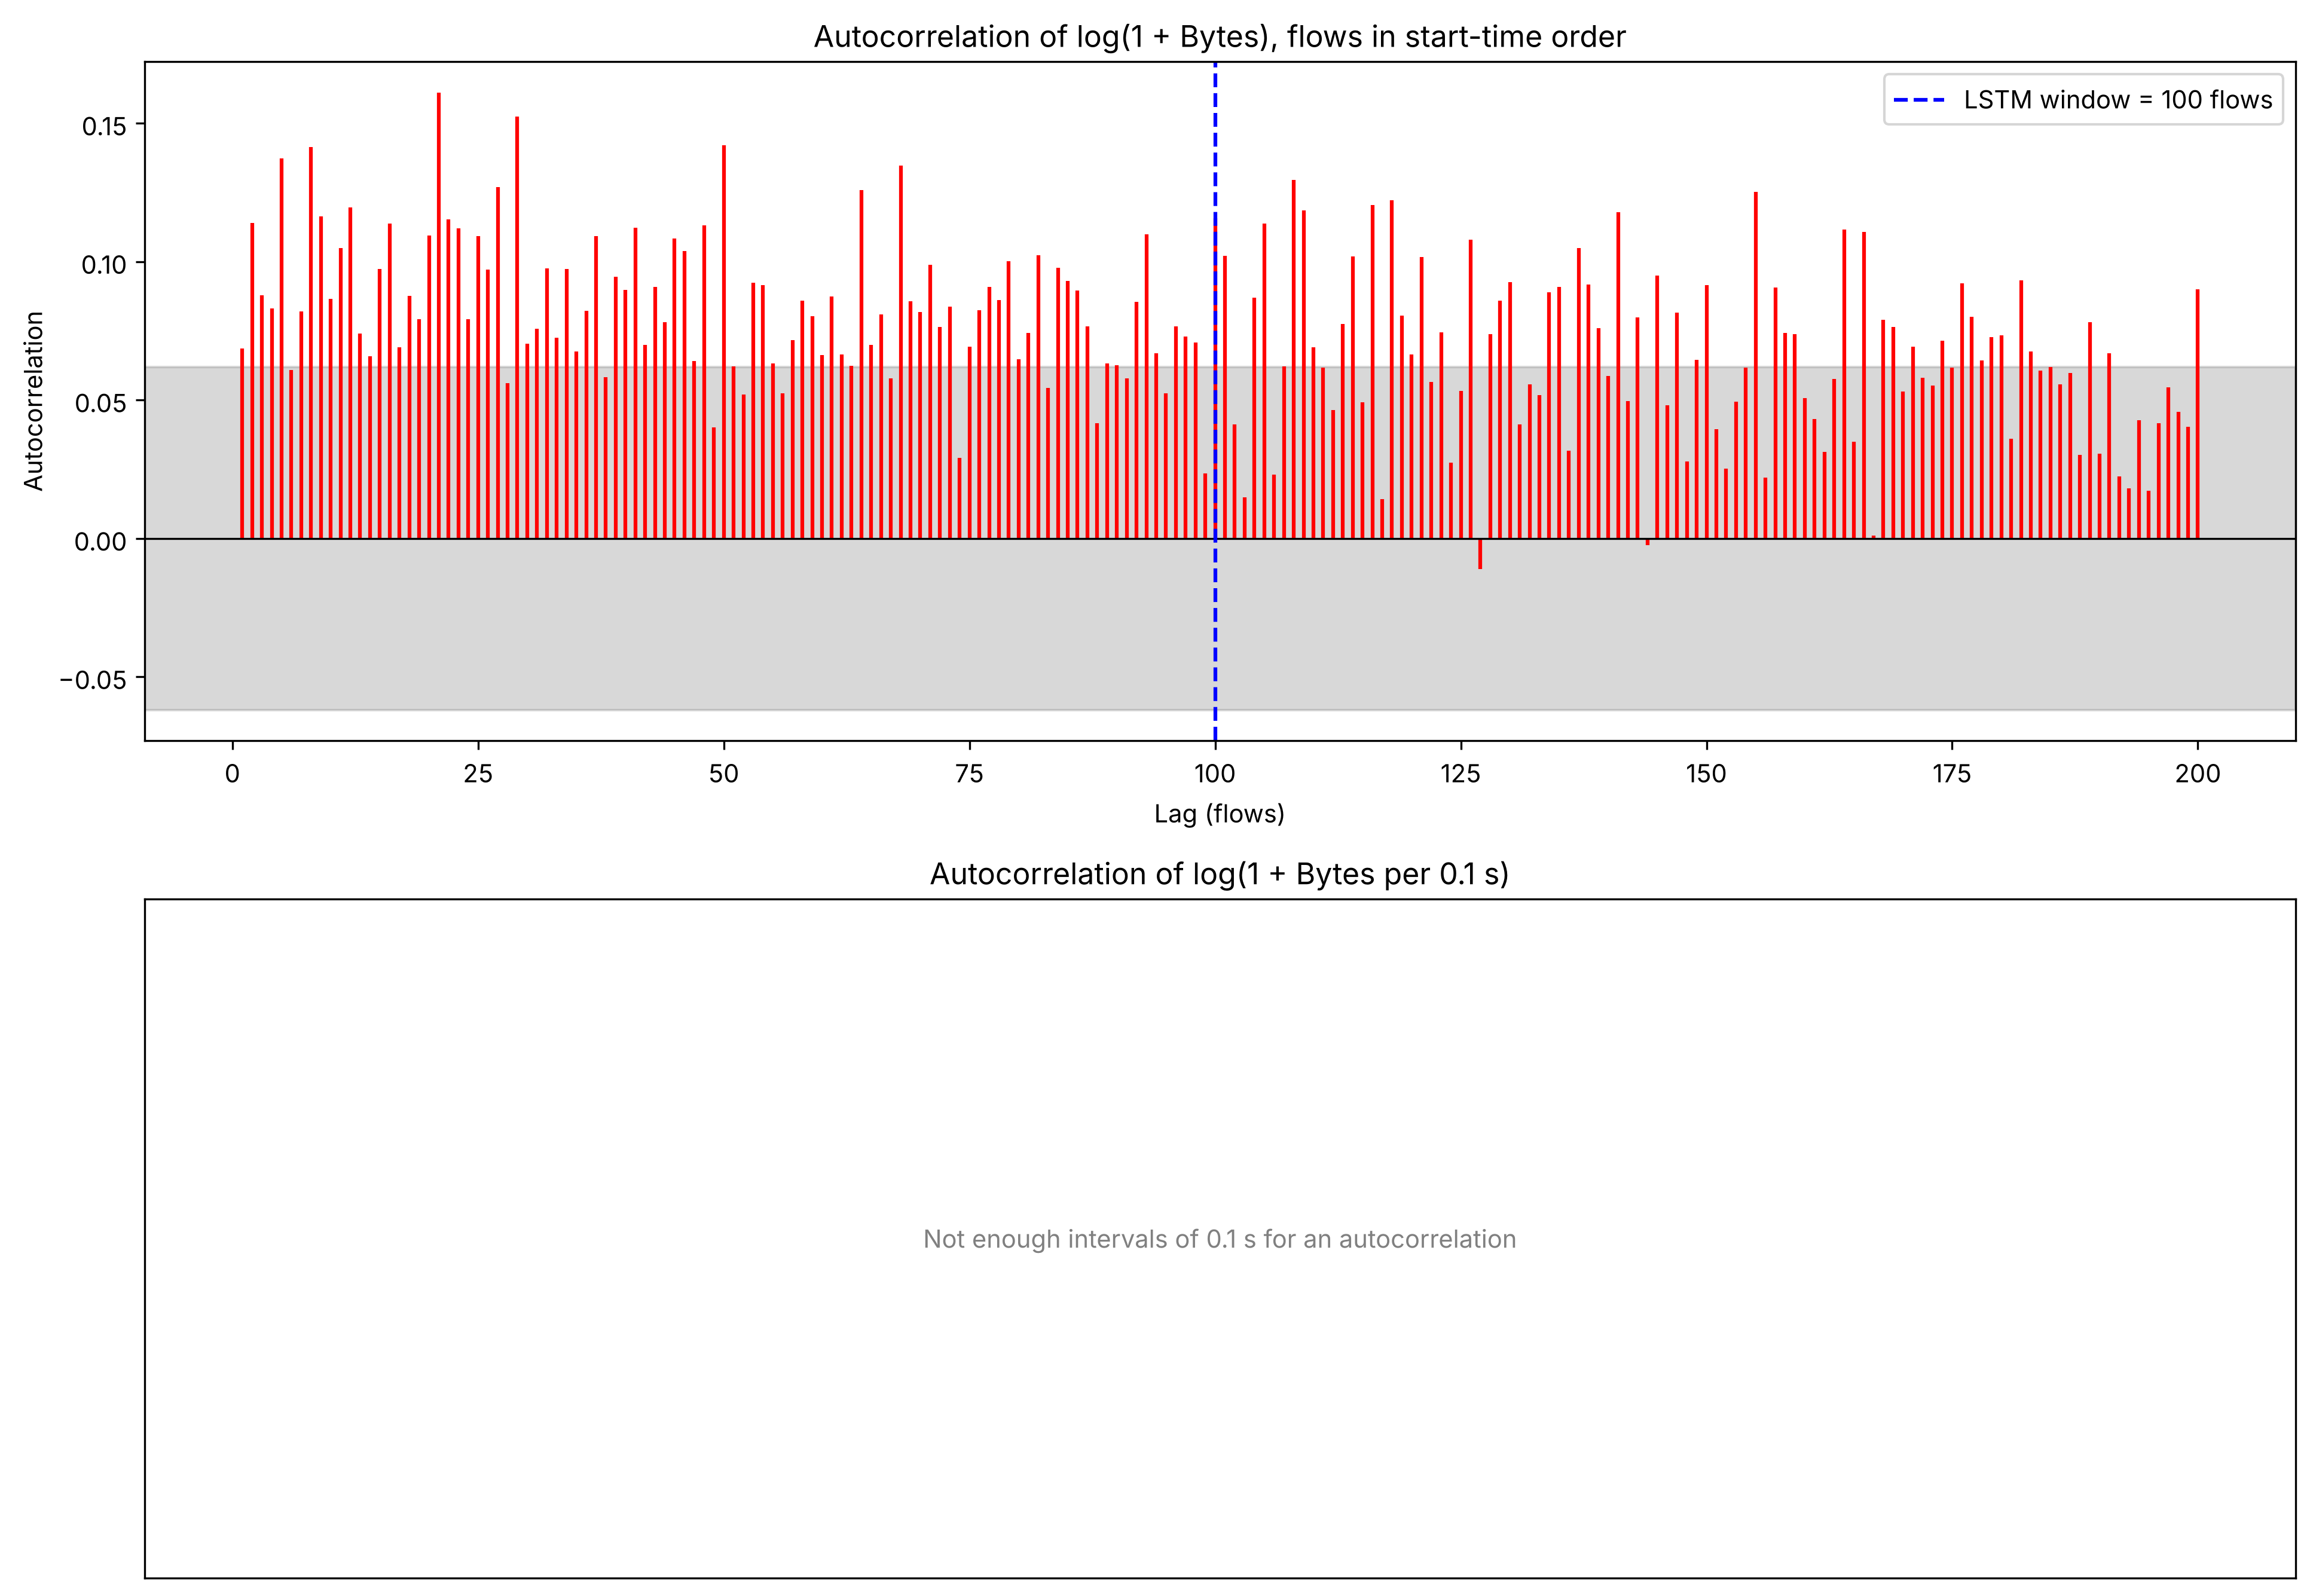 Autocorrelation of log(1 + Bytes), flows in start-time order
LSTM window = 100 flows
0.15
0.10
0.05
0.00
−0.05
Autocorrelation
0 25 50 75 100 125 150 175 200
Lag (flows)
Autocorrelation of log(1 + Bytes per 0.1 s)
Not enough intervals of 0.1 s for an autocorrelation